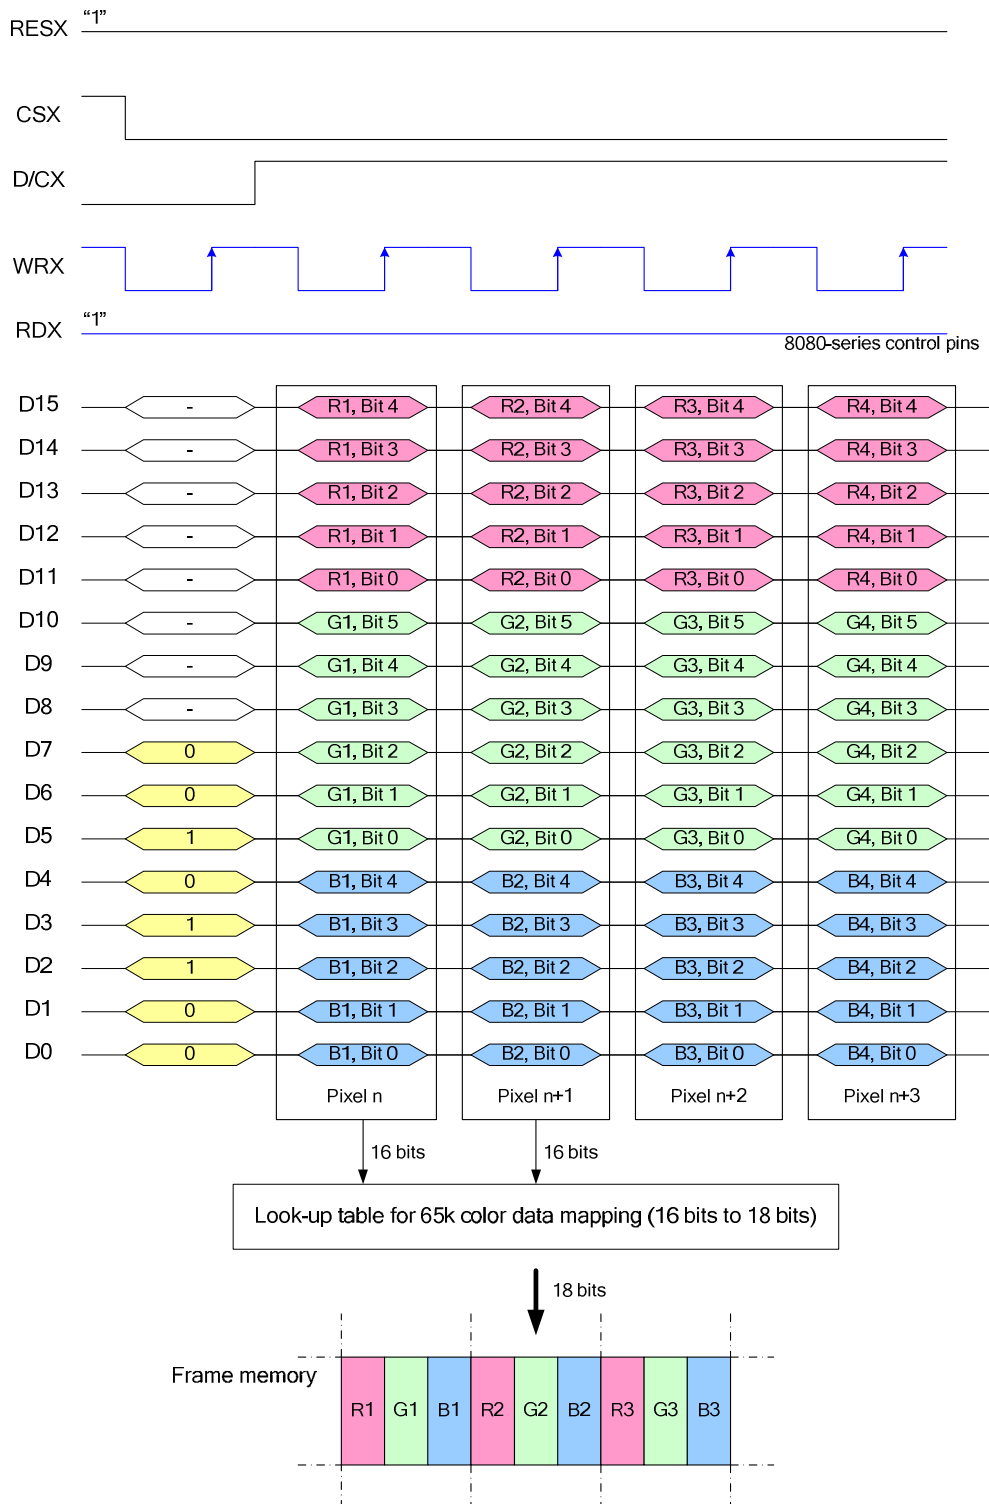 RESX “1”
CSX
D/CX
WRX
RDX “1”
8080-series control pins
D15 - R1, Bit 4 R2, Bit 4 R3, Bit 4 R4, Bit 4
D14 - R1, Bit 3 R2, Bit 3 R3, Bit 3 R4, Bit 3
D13 - R1, Bit 2 R2, Bit 2 R3, Bit 2 R4, Bit 2
D12 - R1, Bit 1 R2, Bit 1 R3, Bit 1 R4, Bit 1
D11 - R1, Bit 0 R2, Bit 0 R3, Bit 0 R4, Bit 0
D10 - G1, Bit 5 G2, Bit 5 G3, Bit 5 G4, Bit 5
D9 - G1, Bit 4 G2, Bit 4 G3, Bit 4 G4, Bit 4
D8 - G1, Bit 3 G2, Bit 3 G3, Bit 3 G4, Bit 3
D7 0 G1, Bit 2 G2, Bit 2 G3, Bit 2 G4, Bit 2
D6 0 G1, Bit 1 G2, Bit 1 G3, Bit 1 G4, Bit 1
D5 1 G1, Bit 0 G2, Bit 0 G3, Bit 0 G4, Bit 0
D4 0 B1, Bit 4 B2, Bit 4 B3, Bit 4 B4, Bit 4
D3 1 B1, Bit 3 B2, Bit 3 B3, Bit 3 B4, Bit 3
D2 1 B1, Bit 2 B2, Bit 2 B3, Bit 2 B4, Bit 2
D1 0 B1, Bit 1 B2, Bit 1 B3, Bit 1 B4, Bit 1
D0 0 B1, Bit 0 B2, Bit 0 B3, Bit 0 B4, Bit 0
Pixel n Pixel n+1 Pixel n+2 Pixel n+3
16 bits 16 bits
Look-up table for 65k color data mapping (16 bits to 18 bits)
18 bits
Frame memory
R1 G1 B1 R2 G2 B2 R3 G3 B3